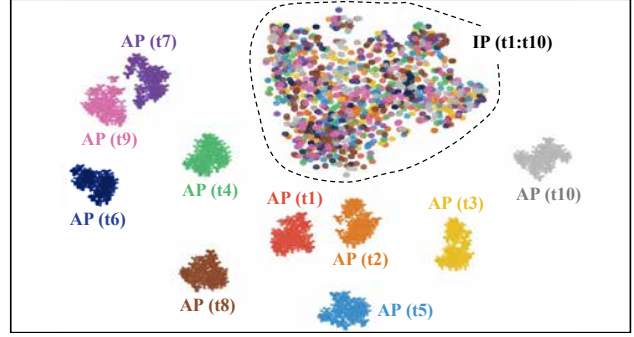 AP (t7)
IP (t1:t10)
AP (t9)
AP (t4)
AP (t6)
AP (t1)
AP (t3)
AP (t10)
AP (t2)
AP (t8)
AP (t5)